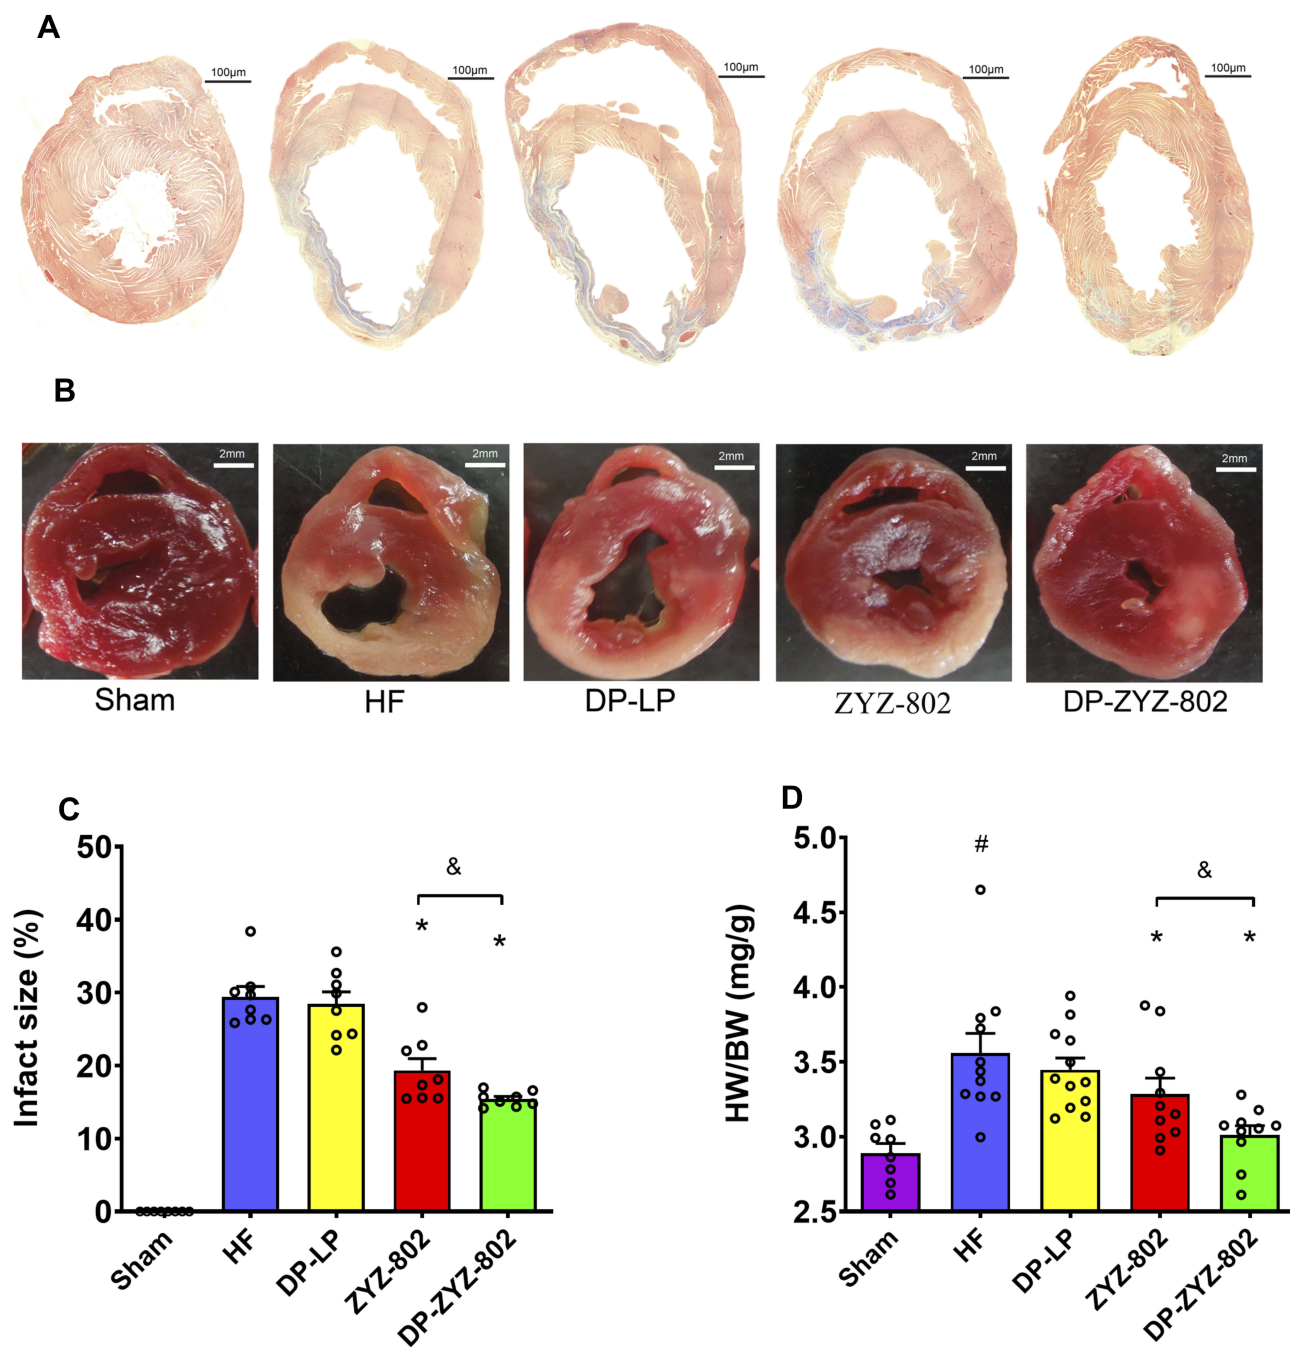 A
100μm
100μm
100μm
100μm
100μm
B
2mm
2mm
2mm
2mm
2mm
Sham
HF
DP-LP
ZYZ-802
DP-ZYZ-802
C
50
40
30
20
10
0
Infact size (%)
&
*
*
Sham
HF
DP-LP
ZYZ-802
DP-ZYZ-802
D
5.0
4.5
4.0
3.5
3.0
2.5
HW/BW (mg/g)
#
&
*
*
Sham
HF
DP-LP
ZYZ-802
DP-ZYZ-802